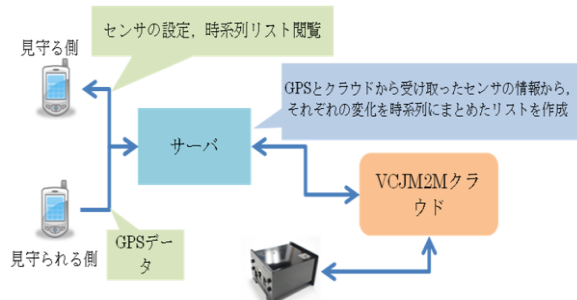 センサの設定，時系列リスト閲覧
見守る側
GPSとクラウドから受け取ったセンサの情報から，
それぞれの変化を時系列にまとめたリストを作成
サーバ
VCJM2Mクラ
ウド
見守られる側
GPSデー
タ